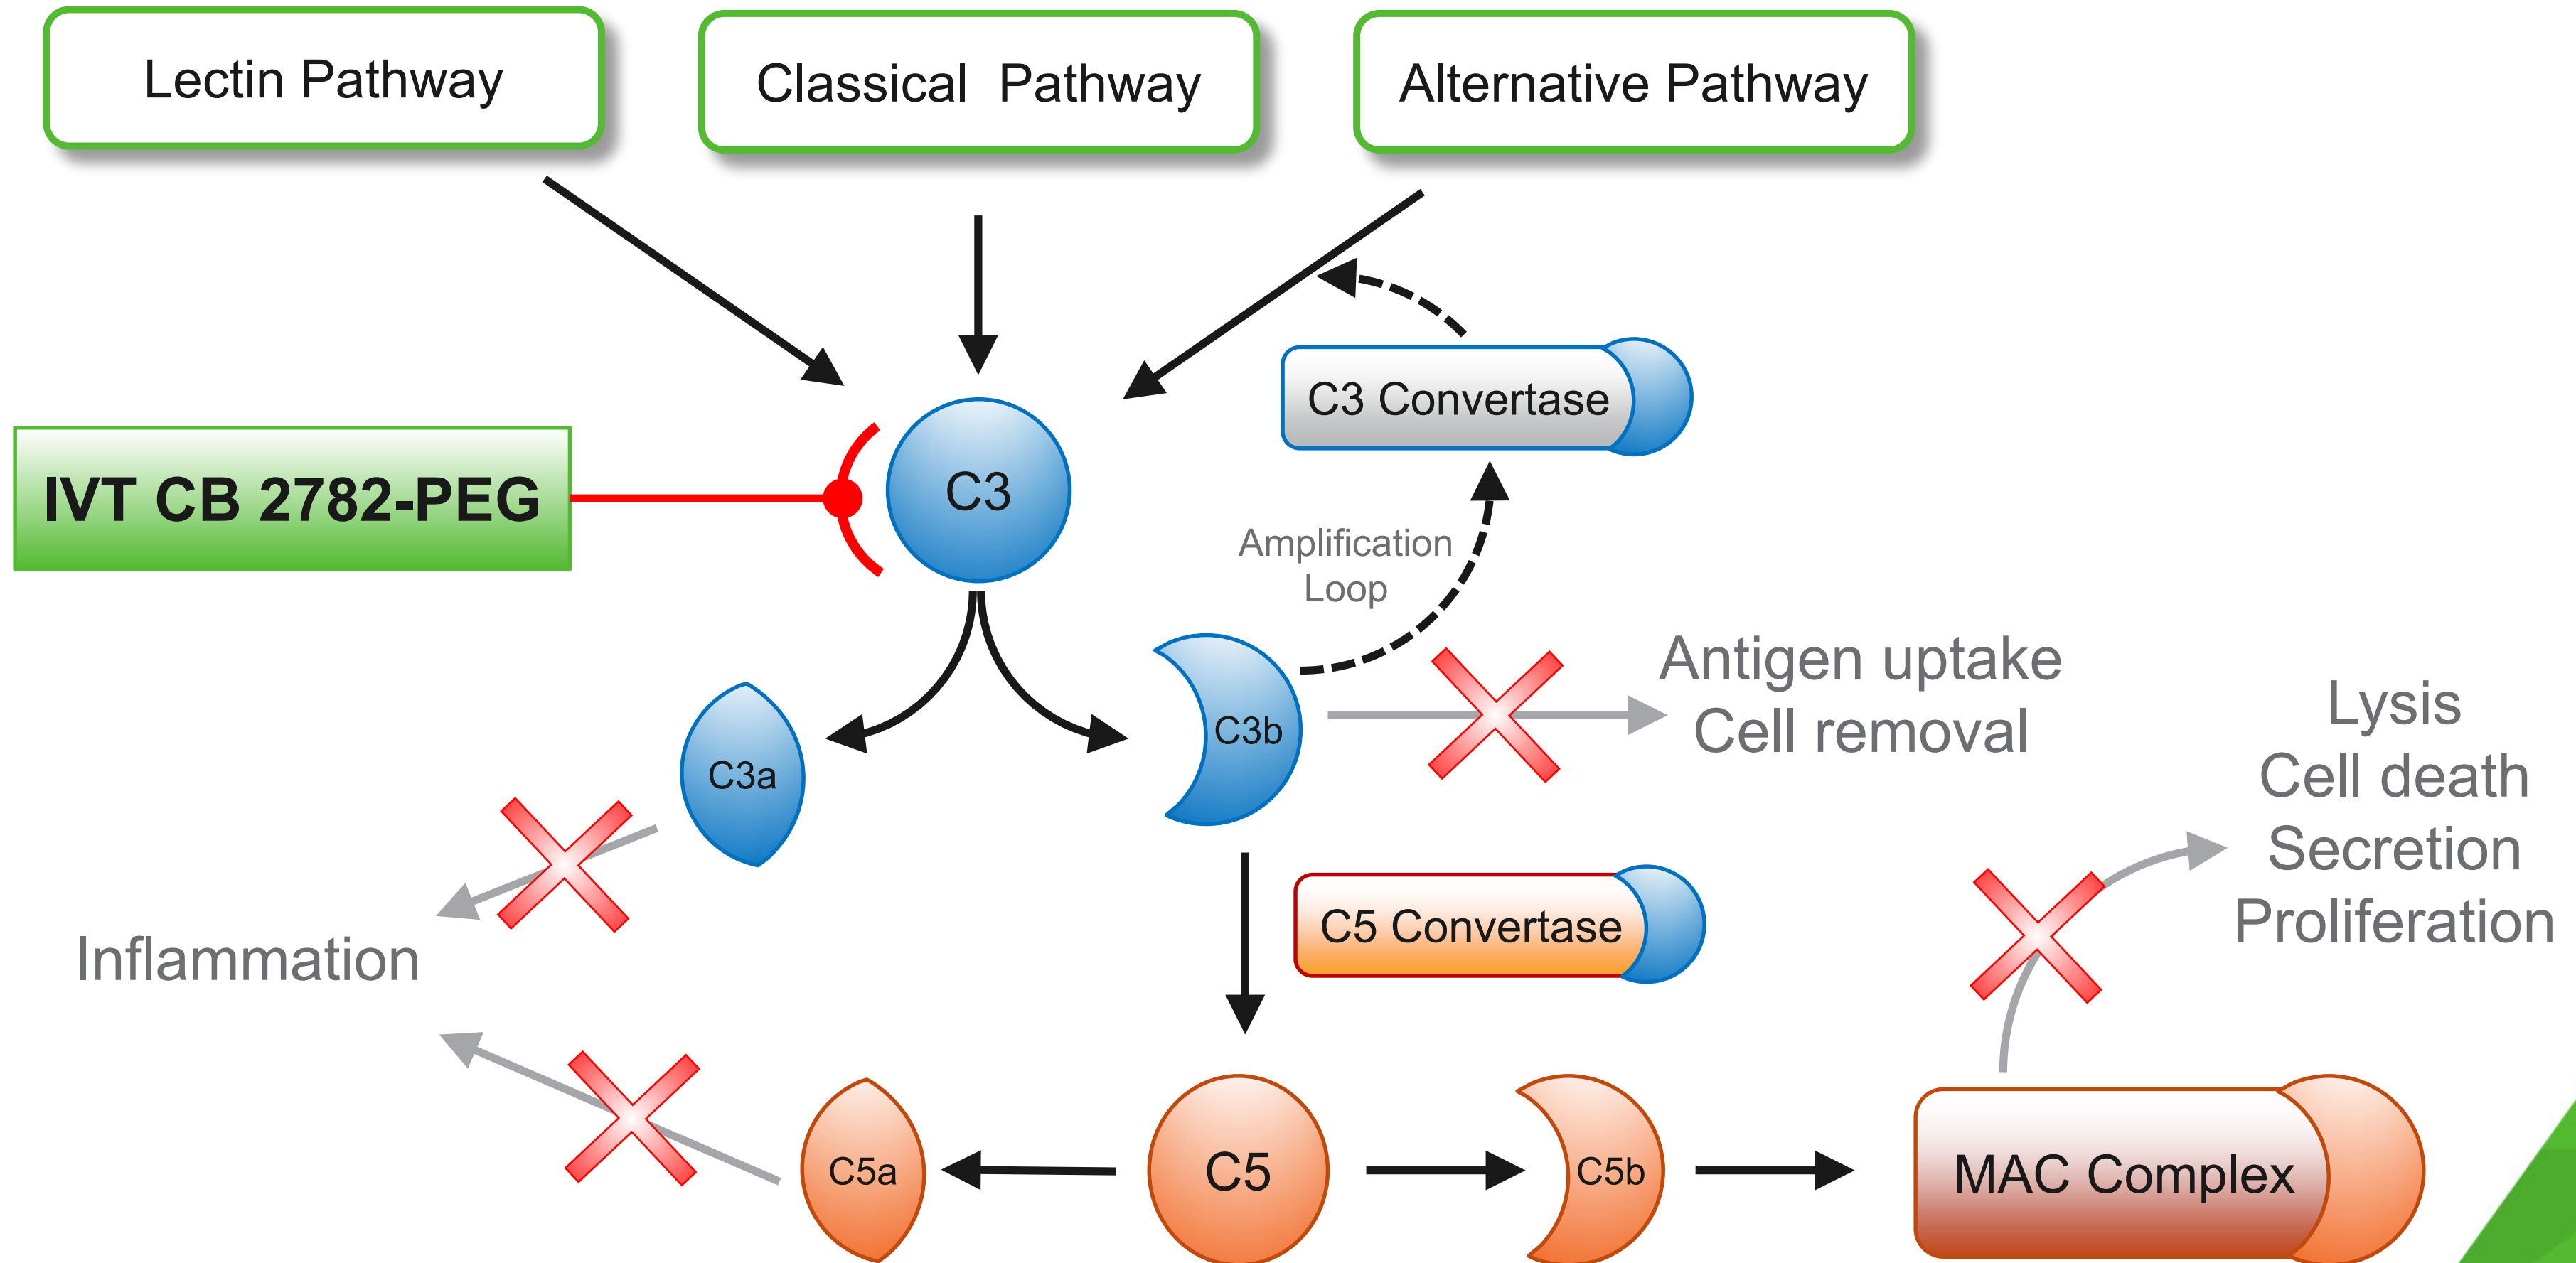 Lectin Pathway
Classical Pathway
Alternative Pathway
C3 Convertase
IVT CB 2782-PEG
C3
Amplification
Loop
Antigen uptake
Cell removal
C3b
C3a
Lysis
Cell death
Secretion
Proliferation
C5 Convertase
Inflammation
C5a
C5
C5b
MAC Complex